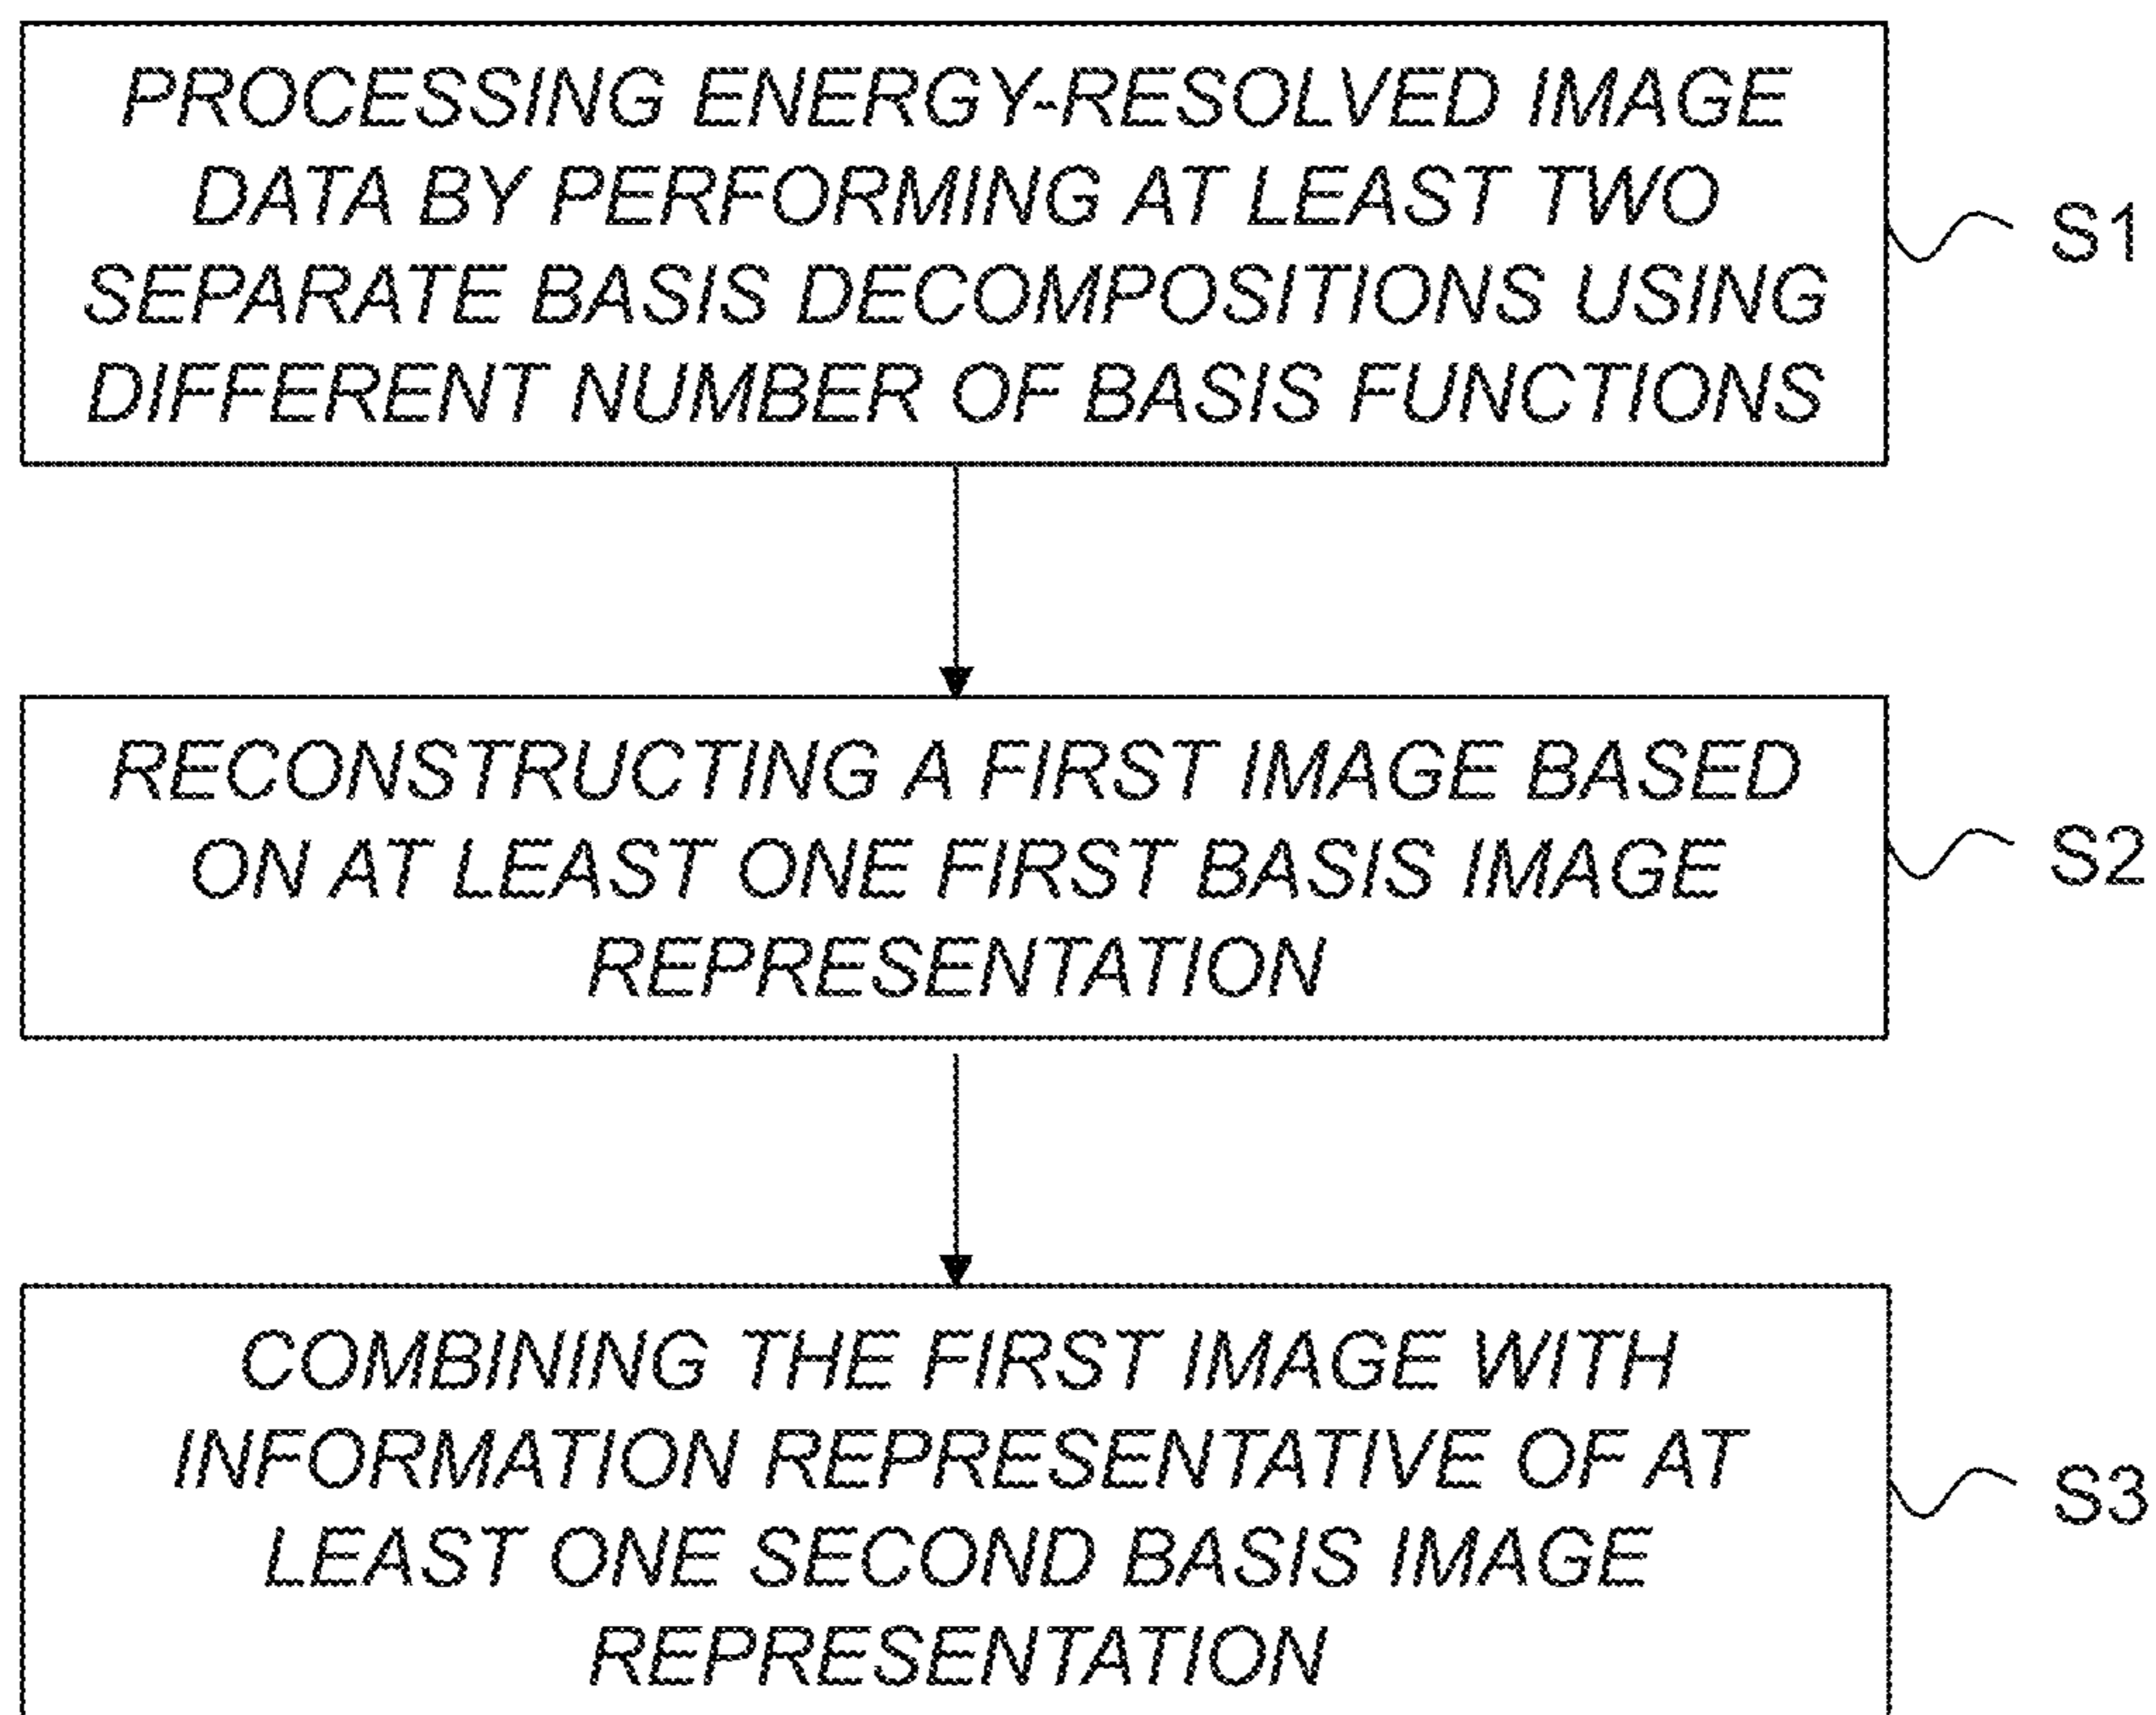 PROCESSING ENERGY-RESOLVED IMAGE
DATA BY PERFORMING AT LEAST TWO
SEPARATE BASIS DECOMPOSITIONS USING
DIFFERENT NUMBER OF BASIS FUNCTIONS
S1
RECONSTRUCTING A FIRST IMAGE BASED
ON AT LEAST ONE FIRST BASIS IMAGE
REPRESENTATION
S2
COMBINING THE FIRST IMAGE WITH
INFORMATION REPRESENTATIVE OF AT
LEAST ONE SECOND BASIS IMAGE
REPRESENTATION
S3